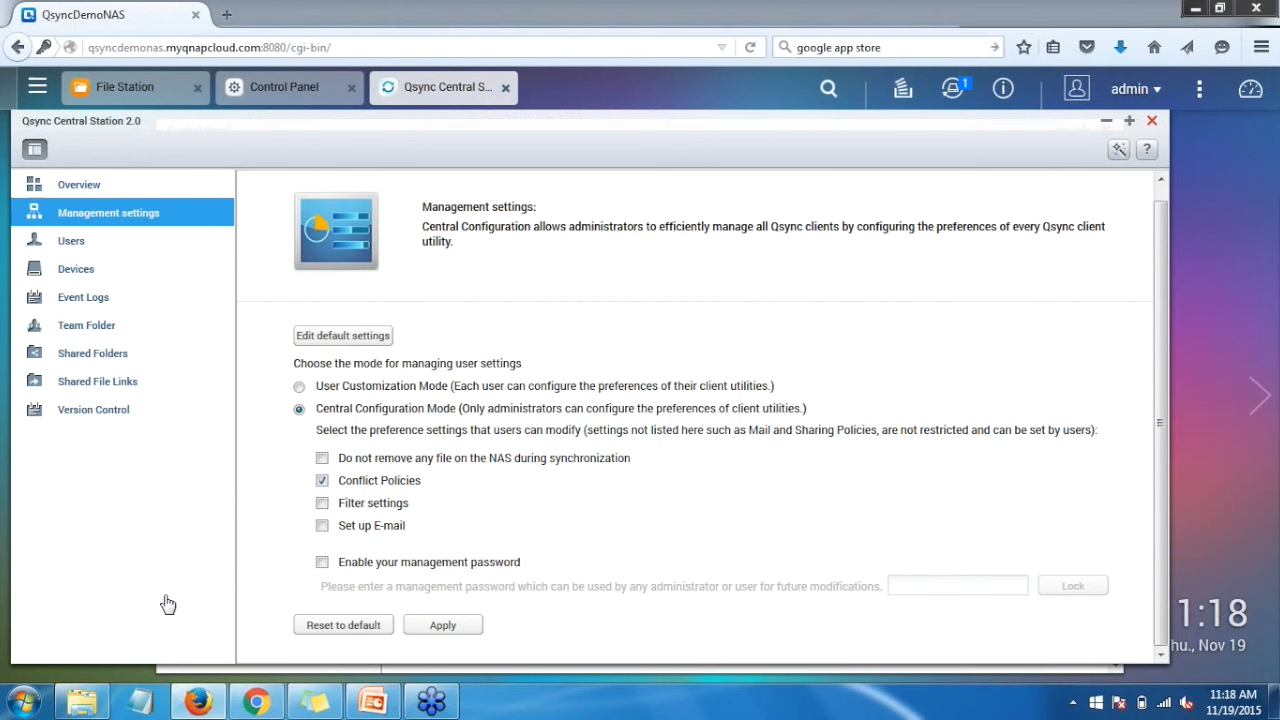 QsyncDemoNAS
qsyncdemonas.myqnapcloud.com:8080/cgi-bin/
google app store
File Station
Control Panel
Qsync Central S...
1
admin
Qsync Central Station 2.0
Overview
Management settings
Users
Devices
Event Logs
Team Folder
Shared Folders
Shared File Links
Version Control
Management settings:
Central Configuration allows administrators to efficiently manage all Qsync clients by configuring the preferences of every Qsync client
utility.
Edit default settings
Choose the mode for managing user settings
User Customization Mode (Each user can configure the preferences of their client utilities.)
Central Configuration Mode (Only administrators can configure the preferences of client utilities.)
Select the preference settings that users can modify (settings not listed here such as Mail and Sharing Policies, are not restricted and can be set by users):
Do not remove any file on the NAS during synchronization
Conflict Policies
Filter settings
Set up E-mail
Enable your management password
Please enter a management password which can be used by any administrator or user for future modifications.
Lock
Reset to default
Apply
1:18
hu., Nov 19
11:18 AM
11/19/2015